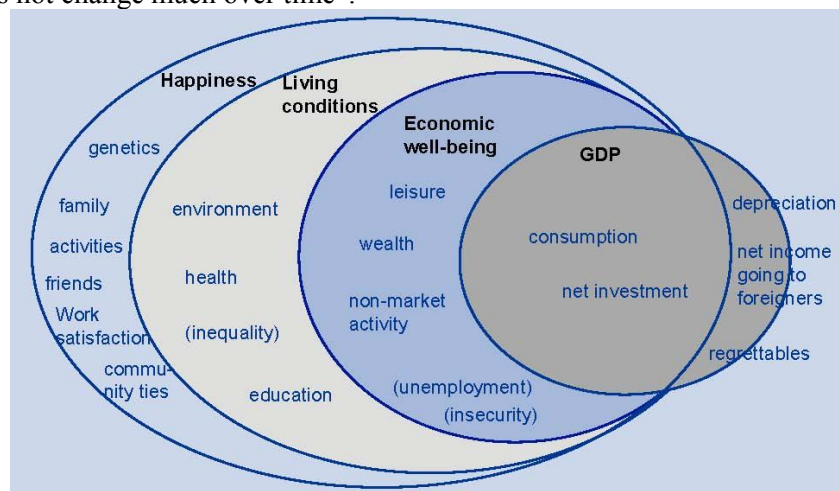 s not change much over time".
Happiness
Living
conditions
Economic
well-being
GDP
genetics
family
activities
friends
Work
satisfaction
commu-
nity ties
environment
health
(inequality)
education
leisure
wealth
non-market
activity
(unemployment)
(insecurity)
consumption
net investment
depreciation
net income
going to
foreigners
regrettables